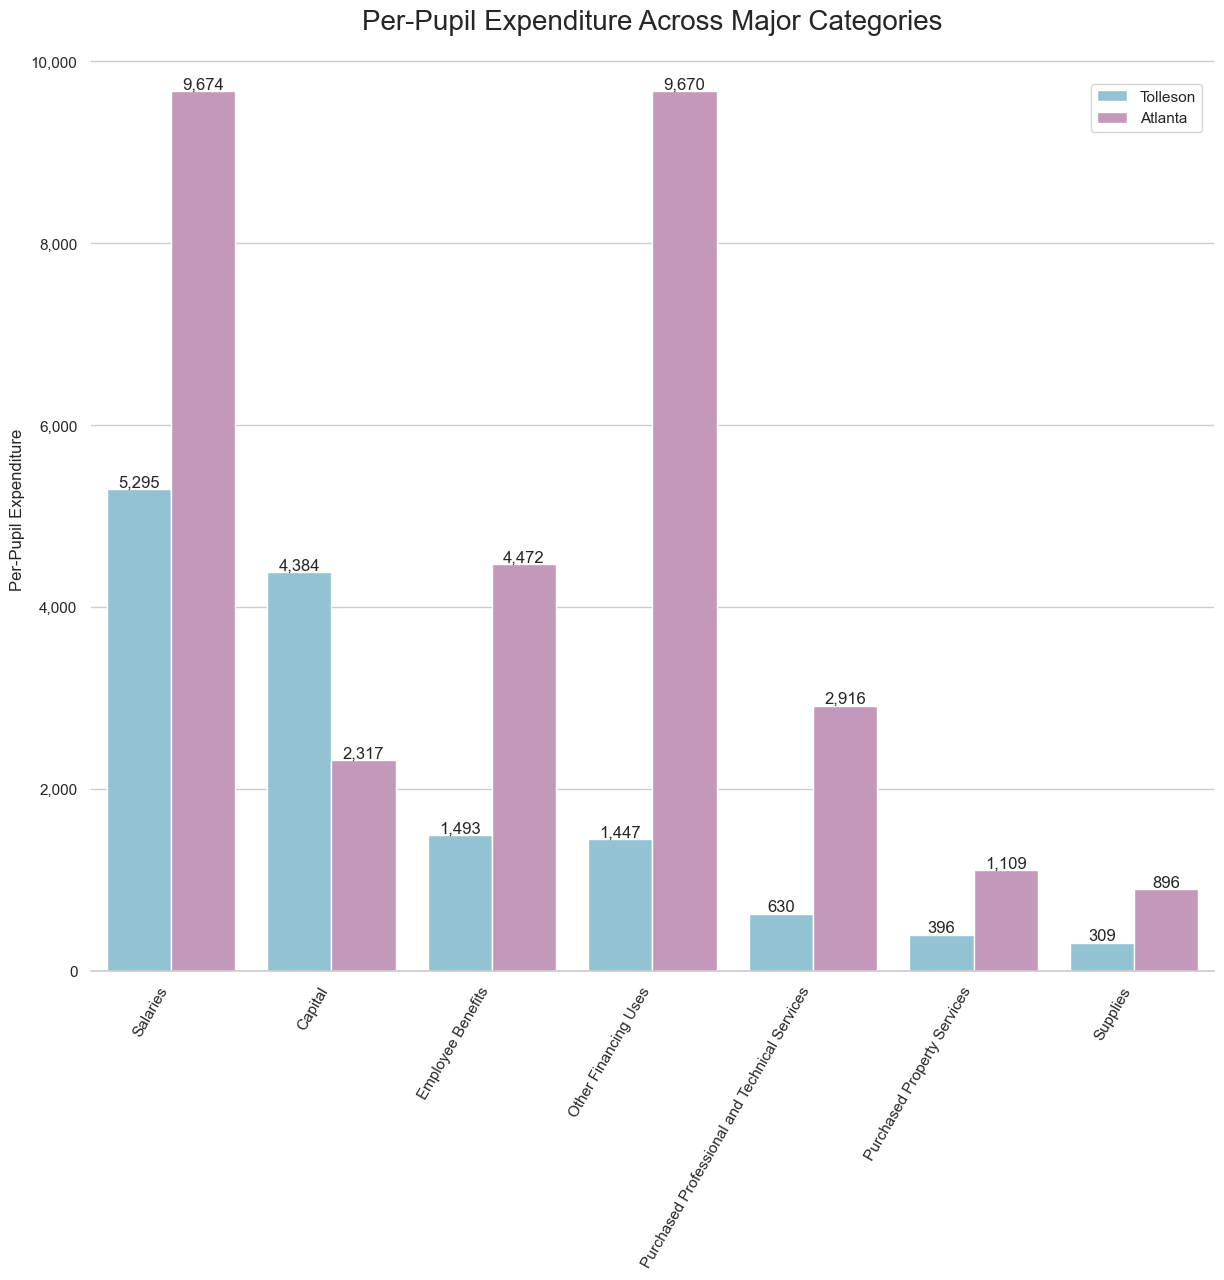 Per-Pupil Expenditure Across Major Categories
Per-Pupil Expenditure
10,000
8,000
6,000
4,000
2,000
0
Tolleson
Atlanta
5,295
9,674
4,384
2,317
1,493
4,472
1,447
9,670
630
2,916
396
1,109
309
896
Salaries
Capital
Employee Benefits
Other Financing Uses
Purchased Professional and Technical Services
Purchased Property Services
Supplies